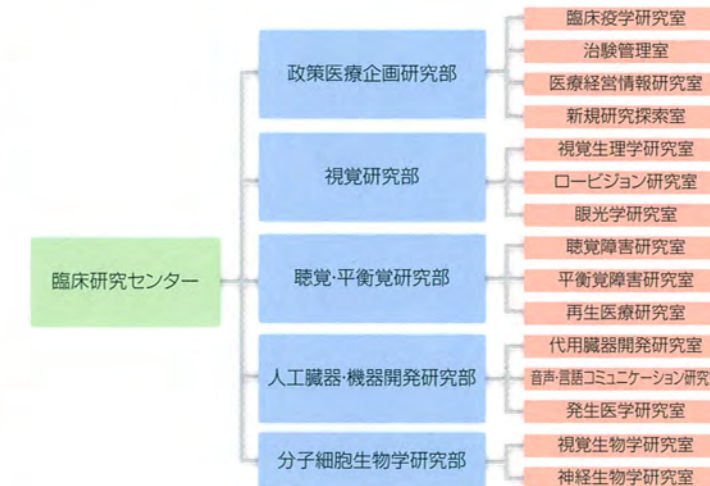 臨床研究センター
政策医療企画研究部
臨床疫学研究室
治験管理室
医療経営情報研究室
新規研究探索室
視覚研究部
視覚生理学研究室
ロービジョン研究室
眼光学研究室
聴覚·平衡覚研究部
聴覚障害研究室
平衡覚障害研究室
再生医療研究室
人工臓器·機器開発研究部
代用臓器開発研究室
音声·言語コミュニケーション研究
発生医学研究室
分子細胞生物学研究部
視覚生物学研究室
神経生物学研究室